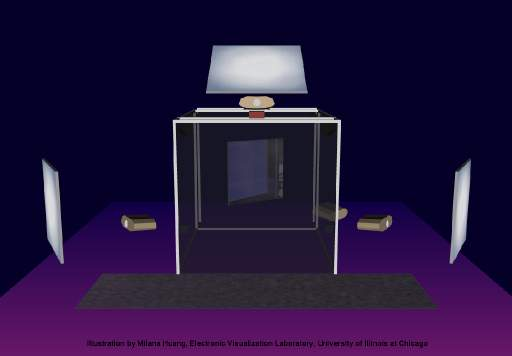 Illustration by Milana Huang, Electronic Visualization Laboratory, University of Illinois at Chicago